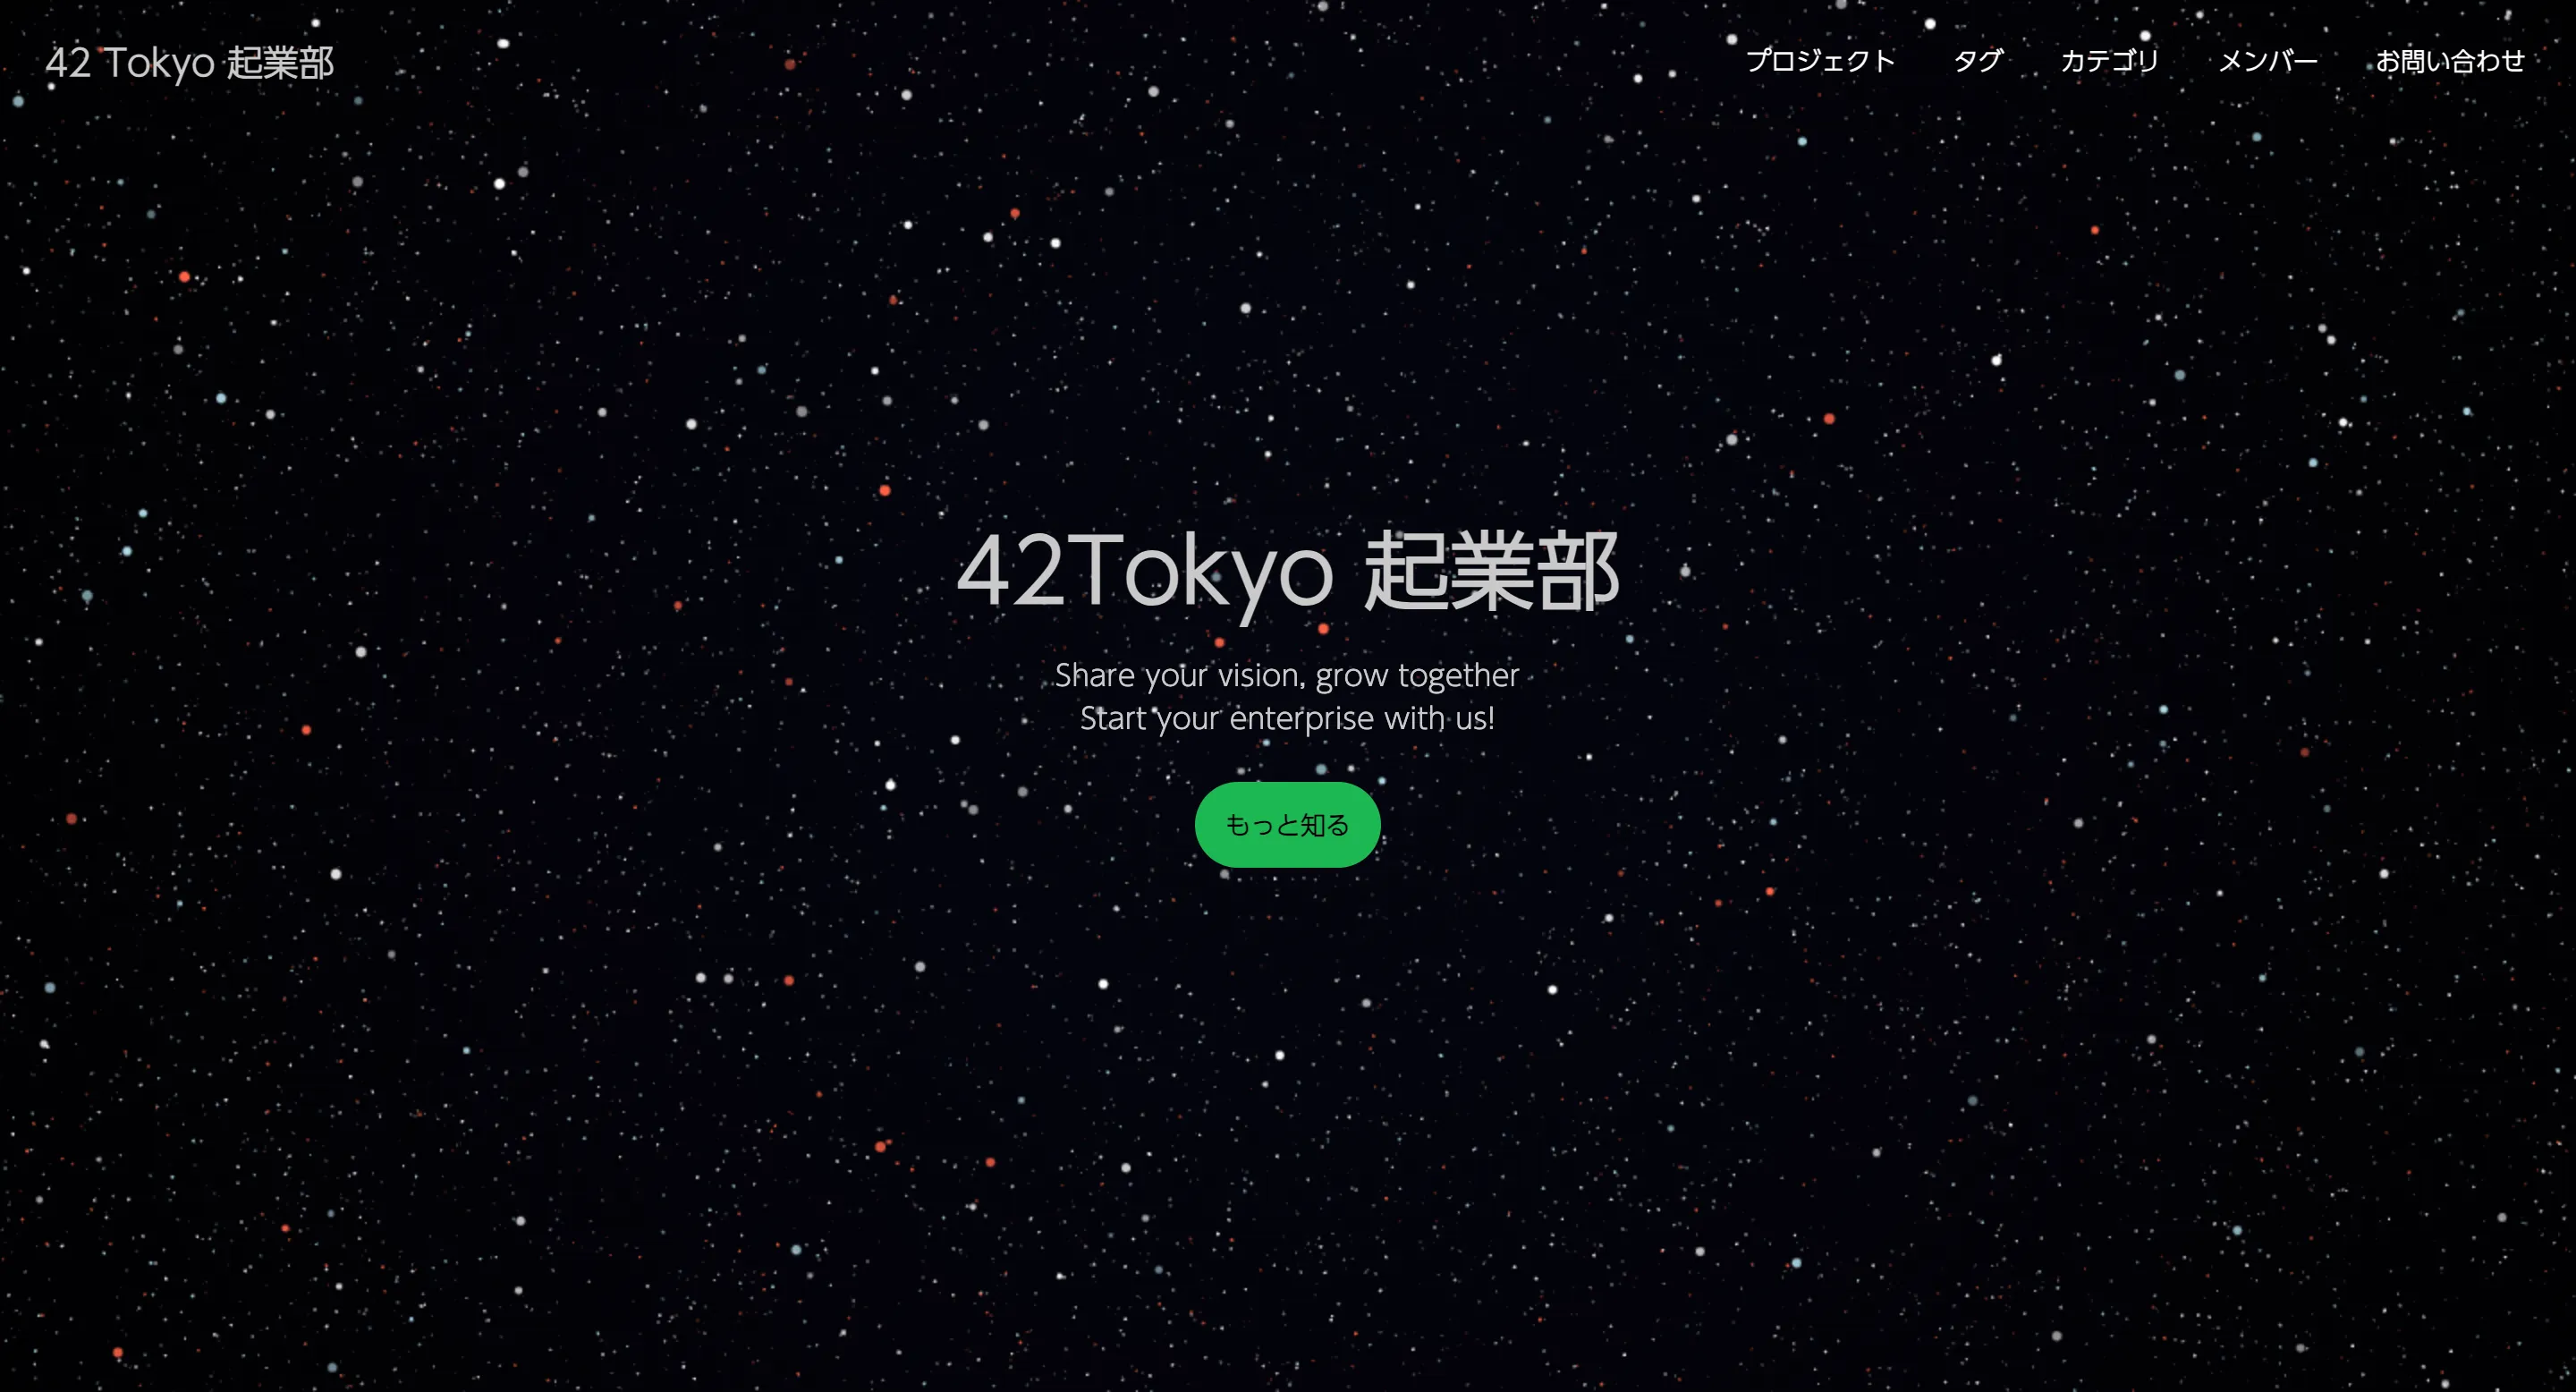 42 Tokyo 起業部
プロジェクト タグ カテゴリ メンバー お問い合わせ
42Tokyo 起業部
Share your vision, grow together
Start your enterprise with us!
もっと知る